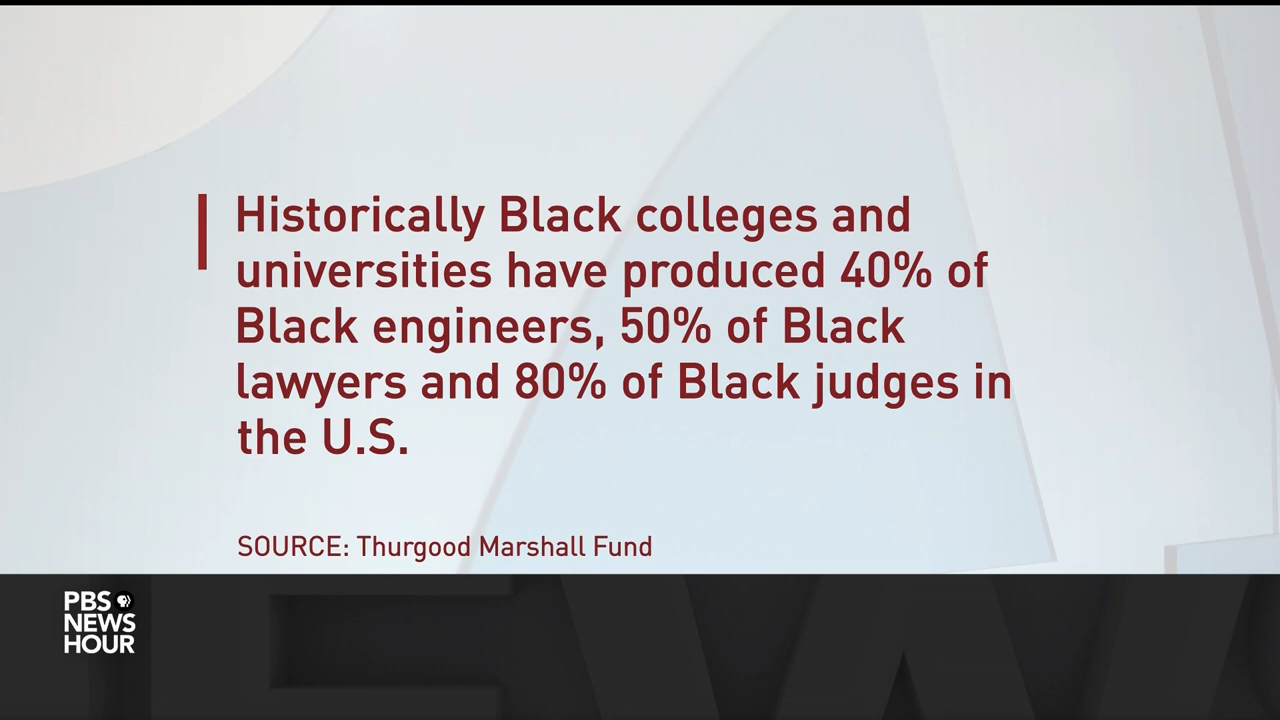 Historically Black colleges and
universities have produced 40% of
Black engineers, 50% of Black
lawyers and 80% of Black judges in
the U.S.
SOURCE: Thurgood Marshall Fund
PBS
NEWS
HOUR